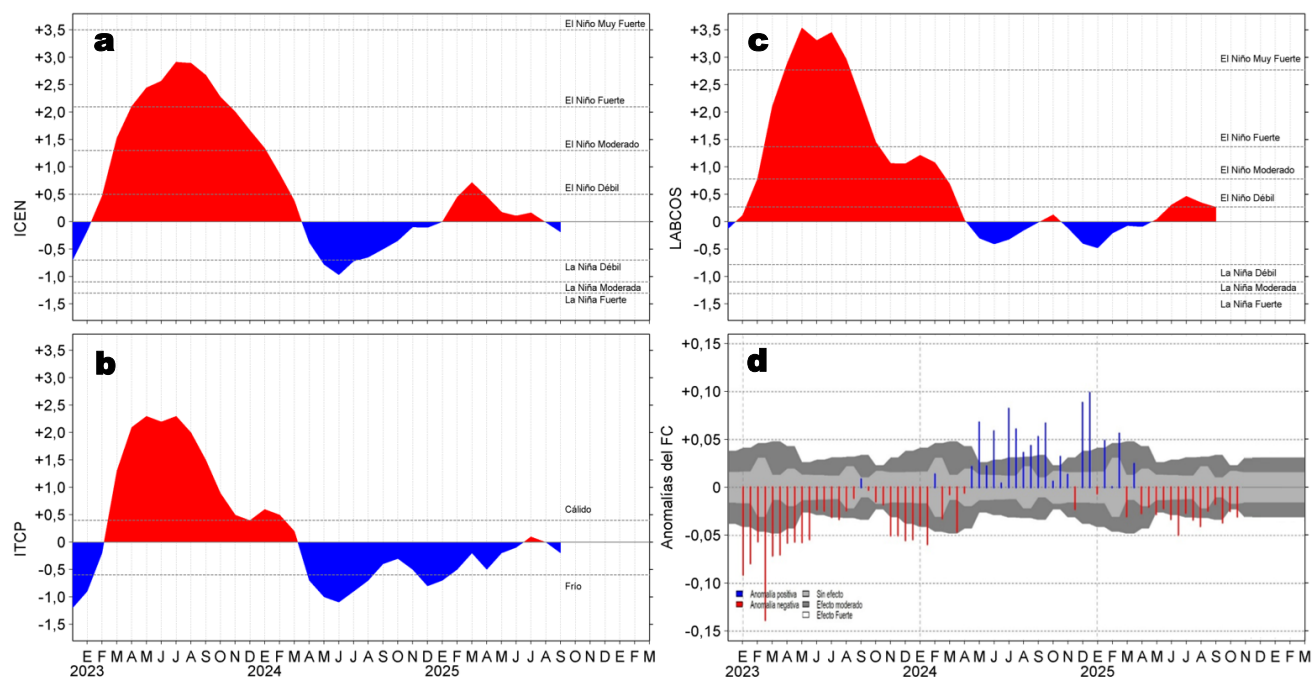 a
+3,5
+3,0
+2,5
+2,0
+1,5
+1,0
+0,5
0
-0,5
-1,0
-1,5
ICEN
El Niño Muy Fuerte
El Niño Fuerte
El Niño Moderado
El Niño Débil
La Niña Débil
La Niña Moderada
La Niña Fuerte
c
+3,5
+3,0
+2,5
+2,0
+1,5
+1,0
+0,5
0
-0,5
-1,0
-1,5
LABCOS
El Niño Muy Fuerte
El Niño Fuerte
El Niño Moderado
El Niño Débil
La Niña Débil
La Niña Moderada
La Niña Fuerte
b
+3,5
+3,0
+2,5
+2,0
+1,5
+1,0
+0,5
0
-0,5
-1,0
-1,5
ITCP
Cálido
Frío
E F M A M J J A S O N D E F M A M J J A S O N D E F M A M J J A S O N D E F M
2023 2024 2025
d
+0,15
+0,10
+0,05
0
-0,05
-0,10
-0,15
Anomalías del FC
Anomalía positiva Sin efecto
Anomalía negativa Efecto moderado
Efecto Fuerte
E F M A M J J A S O N D E F M A M J J A S O N D E F M A M J J A S O N D E F M
2023 2024 2025